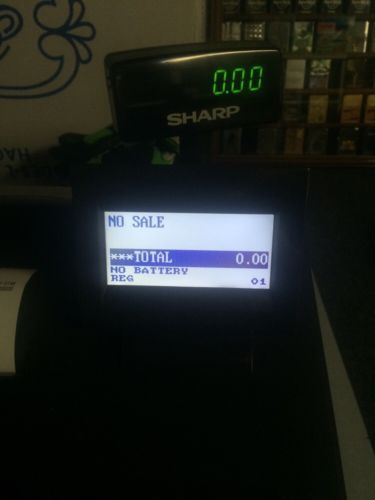 0.00
SHARP
NO SALE
***TOTAL 0.00
NO BATTERY
REG 01